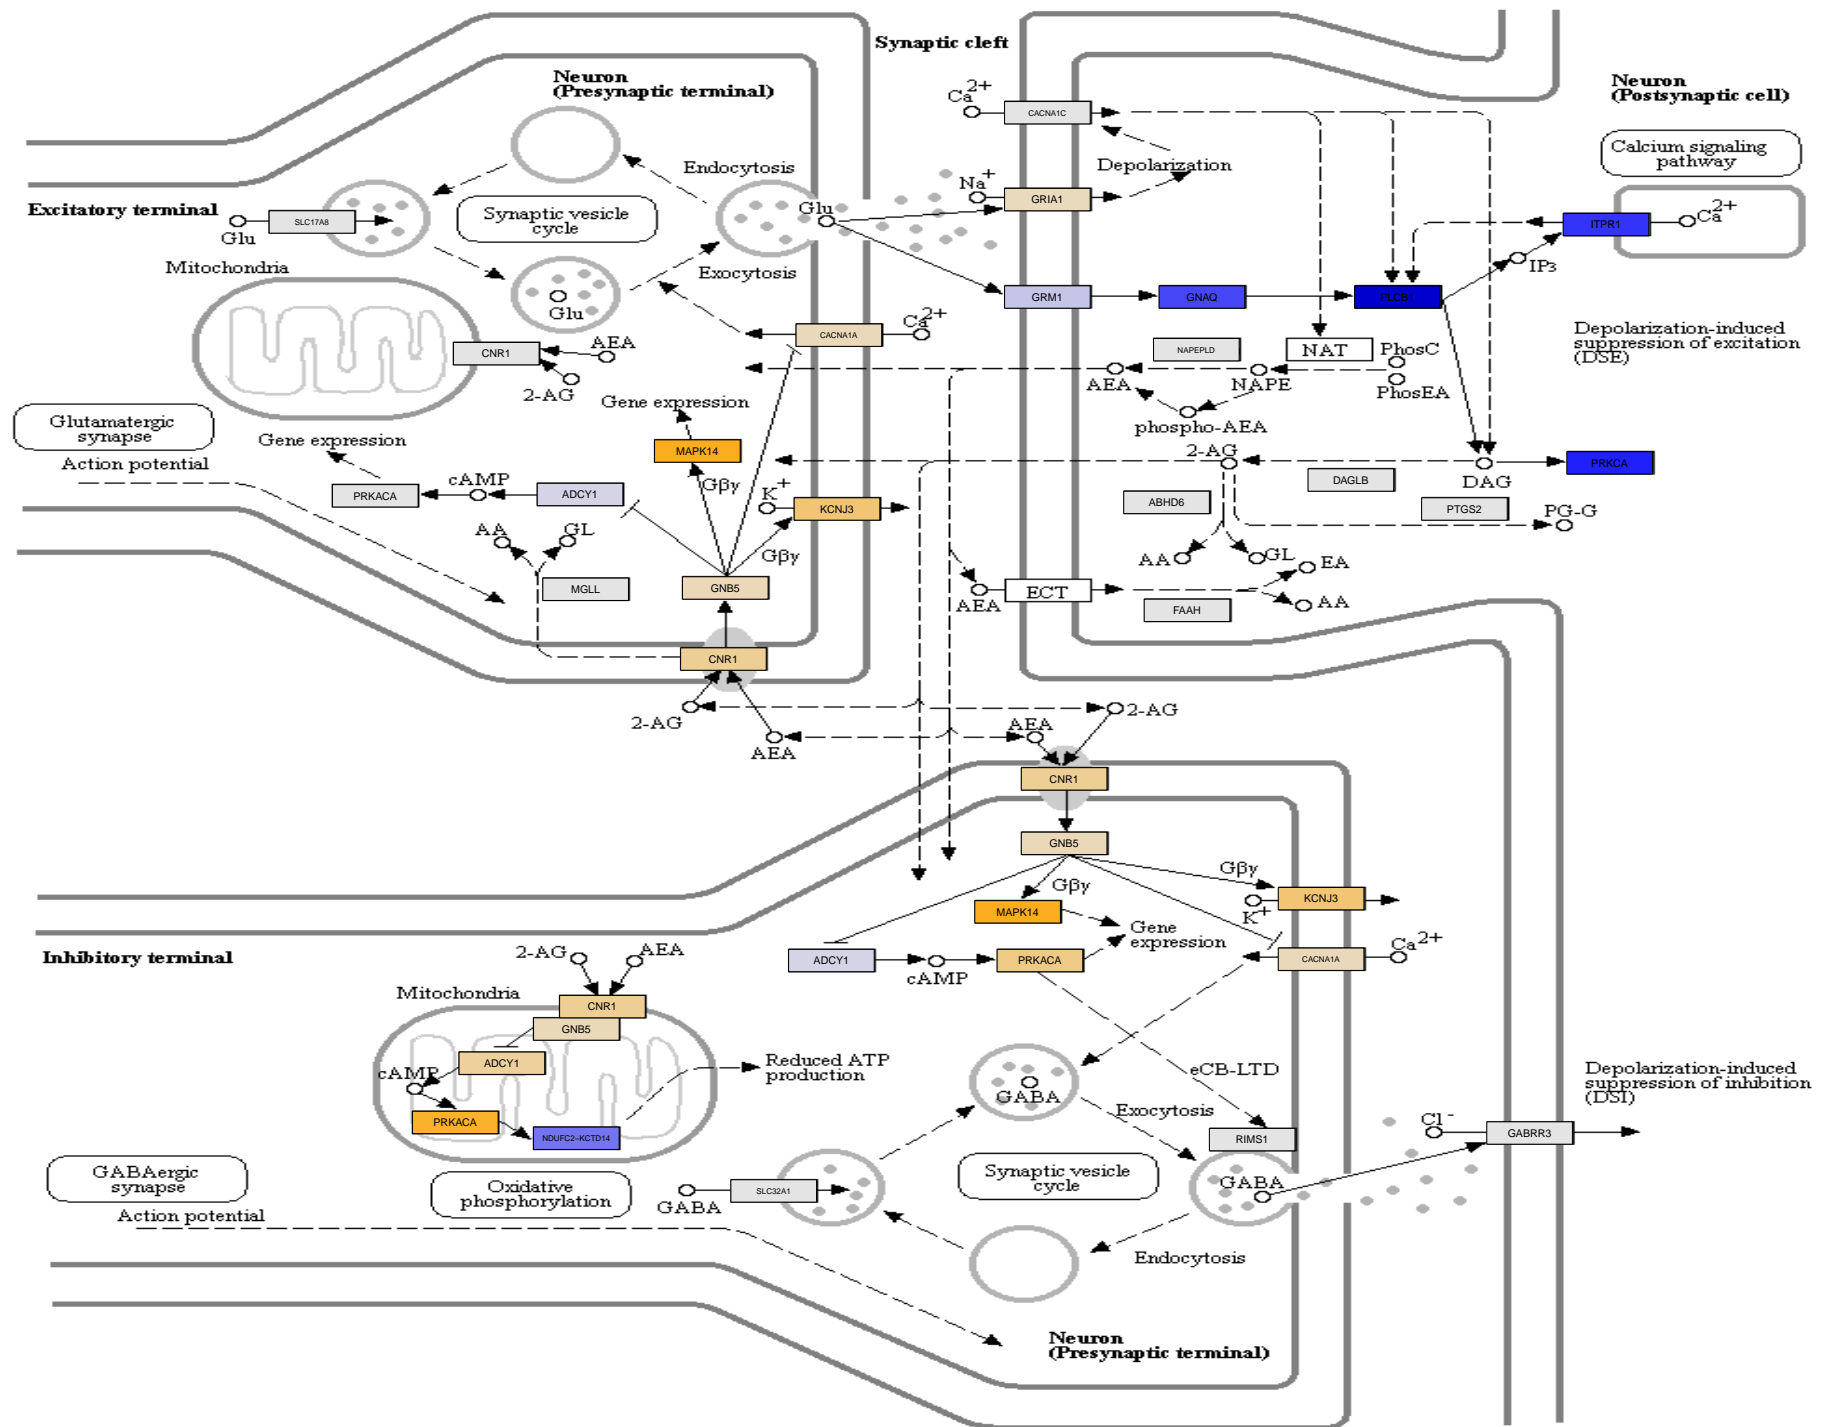 Synaptic cleft
Neuron
(Presynaptic terminal)
Neuron
(Postsynaptic cell)
Ca2+
CACNA1C
Calcium signaling
pathway
Endocytosis
Depolarization
Na+
GRIA1
Excitatory terminal
SLC17A8
Glu
Synaptic vesicle
cycle
Glu
ITPR1
Ca2+
Mitochondria
Exocytosis
IP3
Glu
GRM1
GNAQ
PLCB1
CACNA1A
Ca2+
Depolarization-induced
suppression of excitation
(DSE)
CNR1
AEA
2-AG
NAPEPLD
NAT
PhosC
PhosEA
AEA
NAPE
phospho-AEA
Gene expression
Glutamatergic
synapse
Gene expression
MAPK14
Action potential
cAMP
PRKACA
ADCY1
Gβγ
K+
KCNJ3
2-AG
DAG
PRKCA
DAGLB
ABHD6
PTGS2
PG-G
AA
GL
Gβγ
AA
GL
EA
MGLL
GNB5
AEA
ECT
FAAH
AA
CNR1
2-AG
AEA
AEA
2-AG
CNR1
GNB5
Gβγ
Gβγ
KCNJ3
K+
MAPK14
Gene
expression
Inhibitory terminal
2-AG
AEA
ADCY1
cAMP
PRKACA
CACNA1A
Ca2+
Mitochondria
CNR1
GNB5
ADCY1
cAMP
Reduced ATP
production
PRKACA
NDUFC2-KCTD14
GABA
eCB-LTD
Exocytosis
Depolarization-induced
suppression of inhibition
(DSI)
Cl-
GABRR3
RIMS1
GABAergic
synapse
Oxidative
phosphorylation
GABA
SLC32A1
Synaptic vesicle
cycle
GABA
Action potential
Endocytosis
Neuron
(Presynaptic terminal)